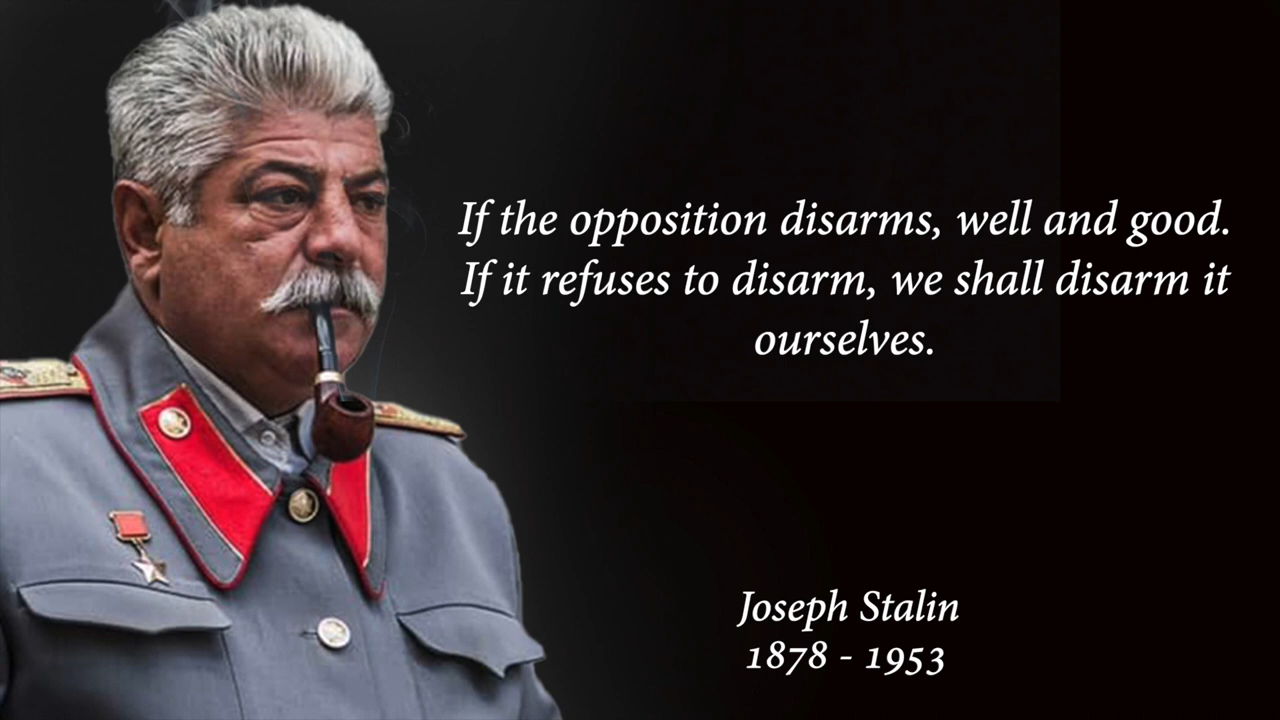 If the opposition disarms, well and good.
If it refuses to disarm, we shall disarm it
ourselves.
Joseph Stalin
1878 - 1953